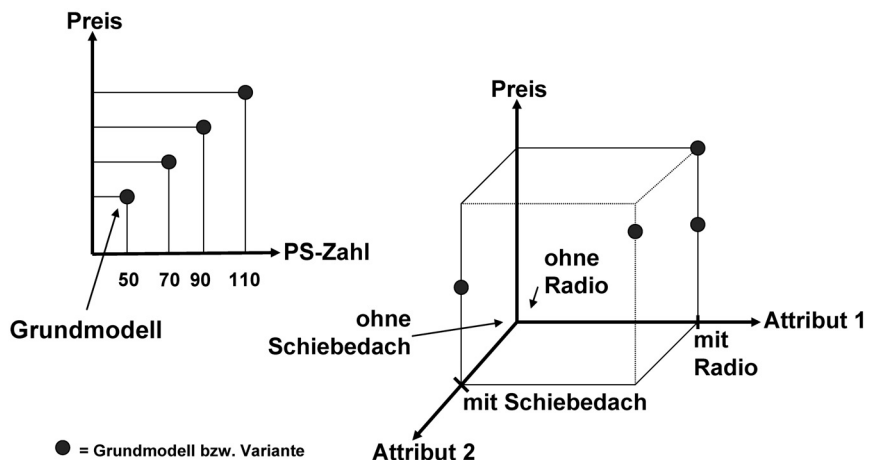 Preis
PS-Zahl
50 70 90 110
Grundmodell
Preis
ohne
Radio
ohne
Schiebedach
Attribut 1
mit
Radio
mit Schiebedach
Attribut 2
= Grundmodell bzw. Variante